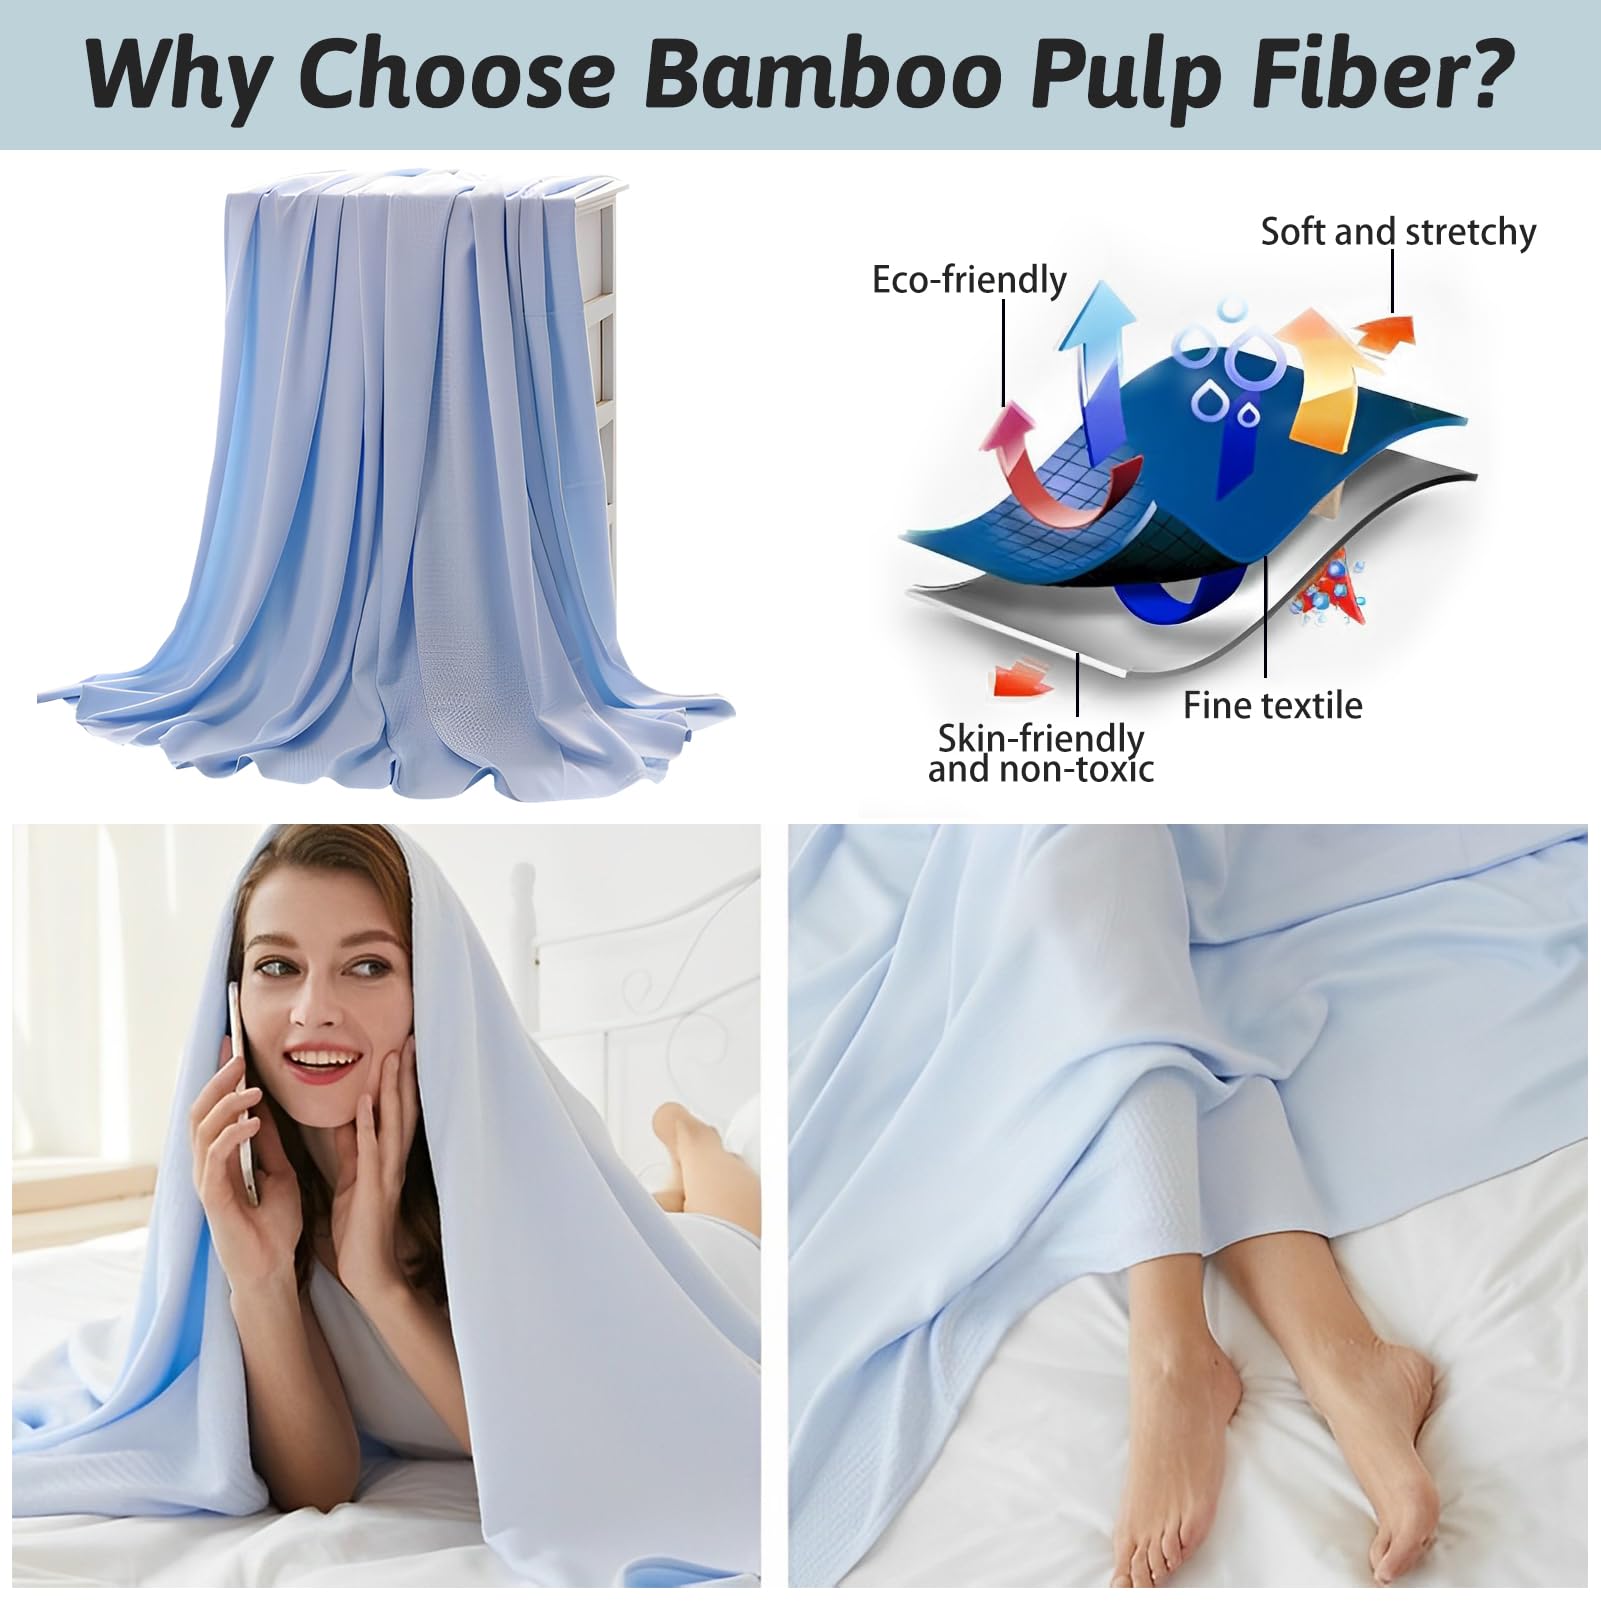 Why Choose Bamboo Pulp Fiber?
Soft and stretchy
Eco-friendly
Fine textile
Skin-friendly
and non-toxic